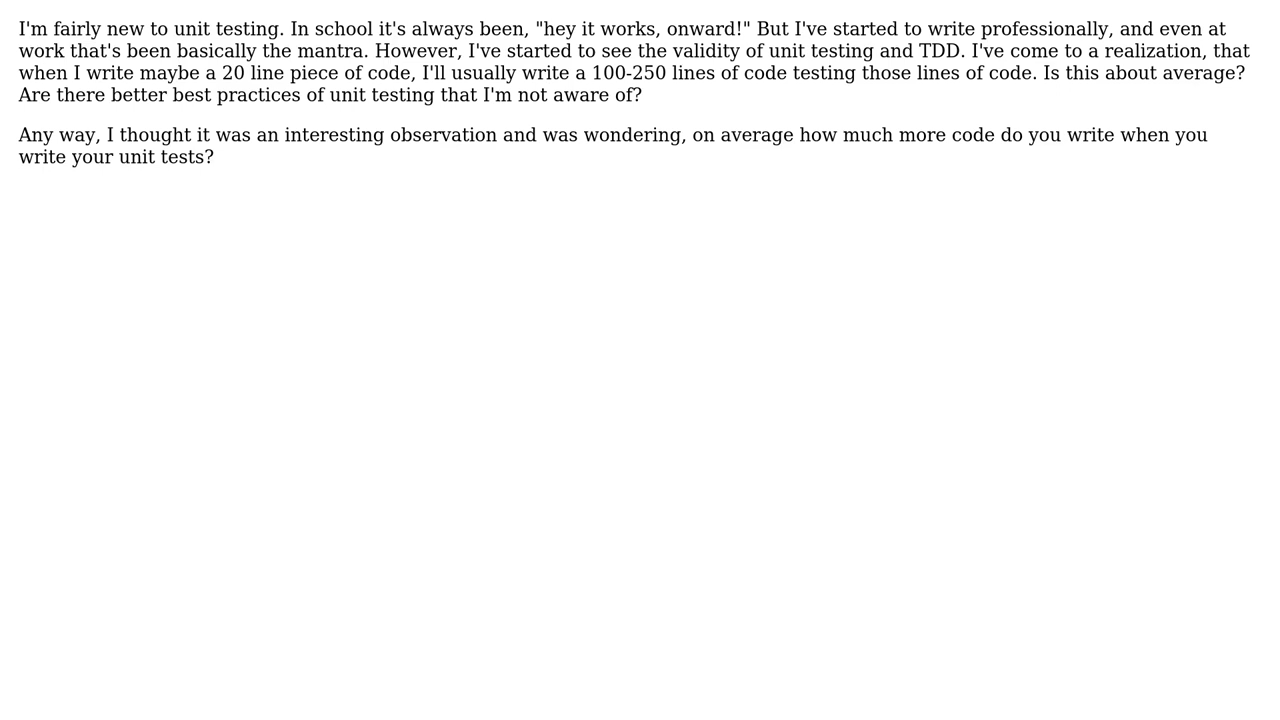 I'm fairly new to unit testing. In school it's always been, "hey it works, onward!" But I've started to write professionally, and even at
work that's been basically the mantra. However, I've started to see the validity of unit testing and TDD. I've come to a realization, that
when I write maybe a 20 line piece of code, I'll usually write a 100-250 lines of code testing those lines of code. Is this about average?
Are there better best practices of unit testing that I'm not aware of?
Any way, I thought it was an interesting observation and was wondering, on average how much more code do you write when you
write your unit tests?